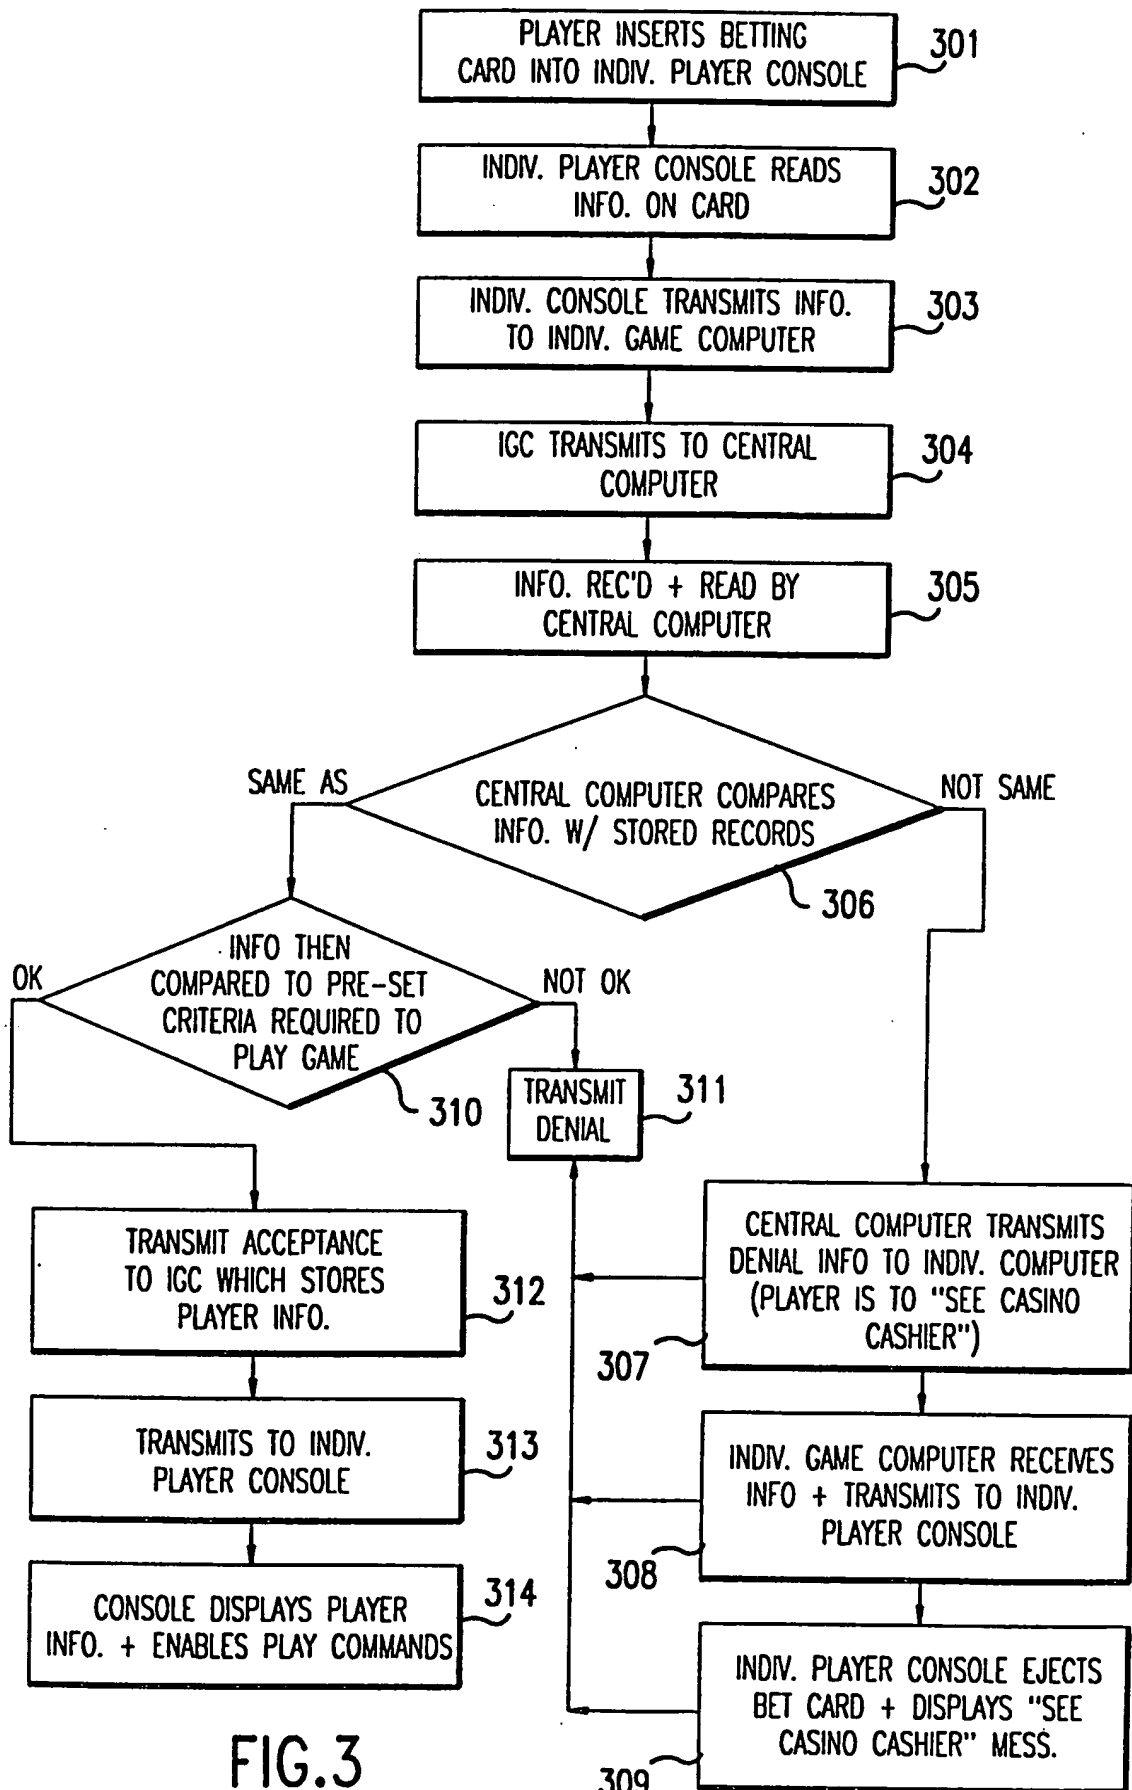 PLAYER INSERTS BETTING
CARD INTO INDIV. PLAYER CONSOLE
301
INDIV. PLAYER CONSOLE READS
INFO. ON CARD
302
INDIV. CONSOLE TRANSMITS INFO.
TO INDIV. GAME COMPUTER
303
IGC TRANSMITS TO CENTRAL
COMPUTER
304
INFO. REC'D + READ BY
CENTRAL COMPUTER
305
SAME AS
CENTRAL COMPUTER COMPARES
INFO. W/ STORED RECORDS
NOT SAME
306
OK
INFO THEN
COMPARED TO PRE-SET
CRITERIA REQUIRED TO
PLAY GAME
NOT OK
310
TRANSMIT
DENIAL
311
TRANSMIT ACCEPTANCE
TO IGC WHICH STORES
PLAYER INFO.
312
CENTRAL COMPUTER TRANSMITS
DENIAL INFO TO INDIV. COMPUTER
(PLAYER IS TO "SEE CASINO
CASHIER")
307
TRANSMITS TO INDIV.
PLAYER CONSOLE
313
INDIV. GAME COMPUTER RECEIVES
INFO + TRANSMITS TO INDIV.
PLAYER CONSOLE
308
CONSOLE DISPLAYS PLAYER
INFO. + ENABLES PLAY COMMANDS
314
INDIV. PLAYER CONSOLE EJECTS
BET CARD + DISPLAYS "SEE
CASINO CASHIER" MESS.
309
FIG.3